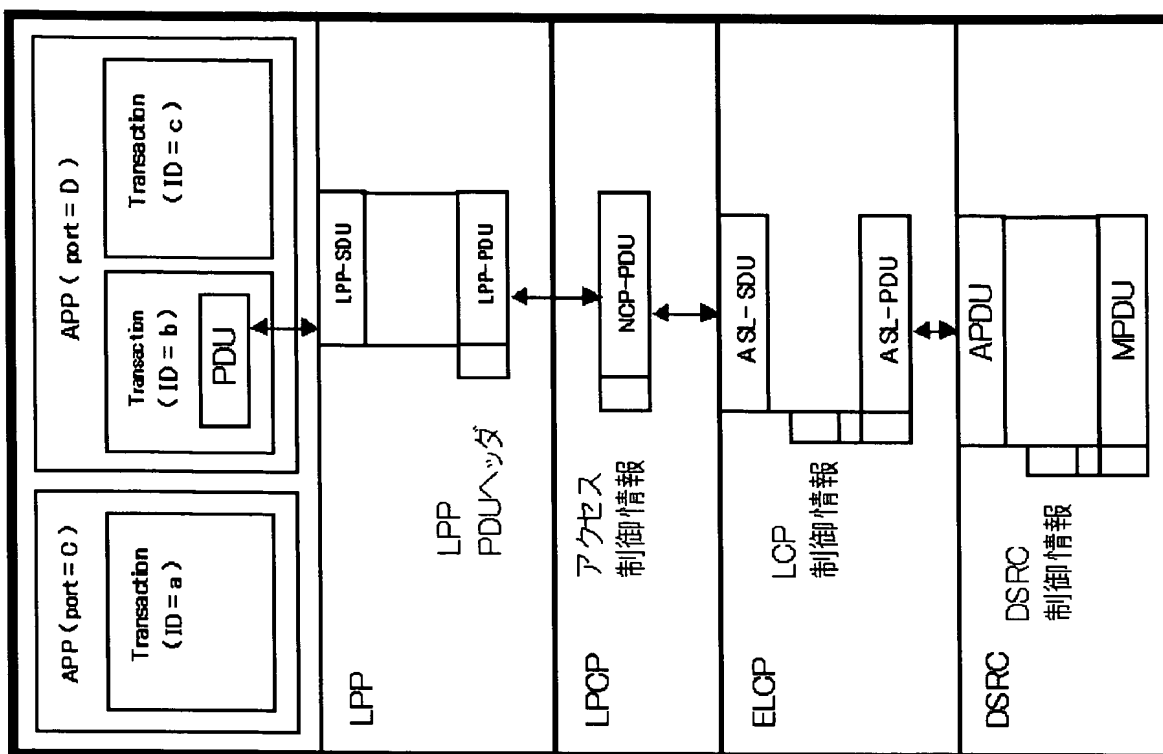 APP(port=C)
Transaction
(ID=a)
APP(port=D)
Transaction
(ID=b)
PDU
Transaction
(ID=c)
LPP
LPP
PDUヘッダ
LPP-SDU
LPP-PDU
LPCP
アクセス
制御情報
NCP-PDU
ELCP
LCP
制御情報
ASL-SDU
ASL-PDU
DSRC
DSRC
制御情報
APDU
MPDU